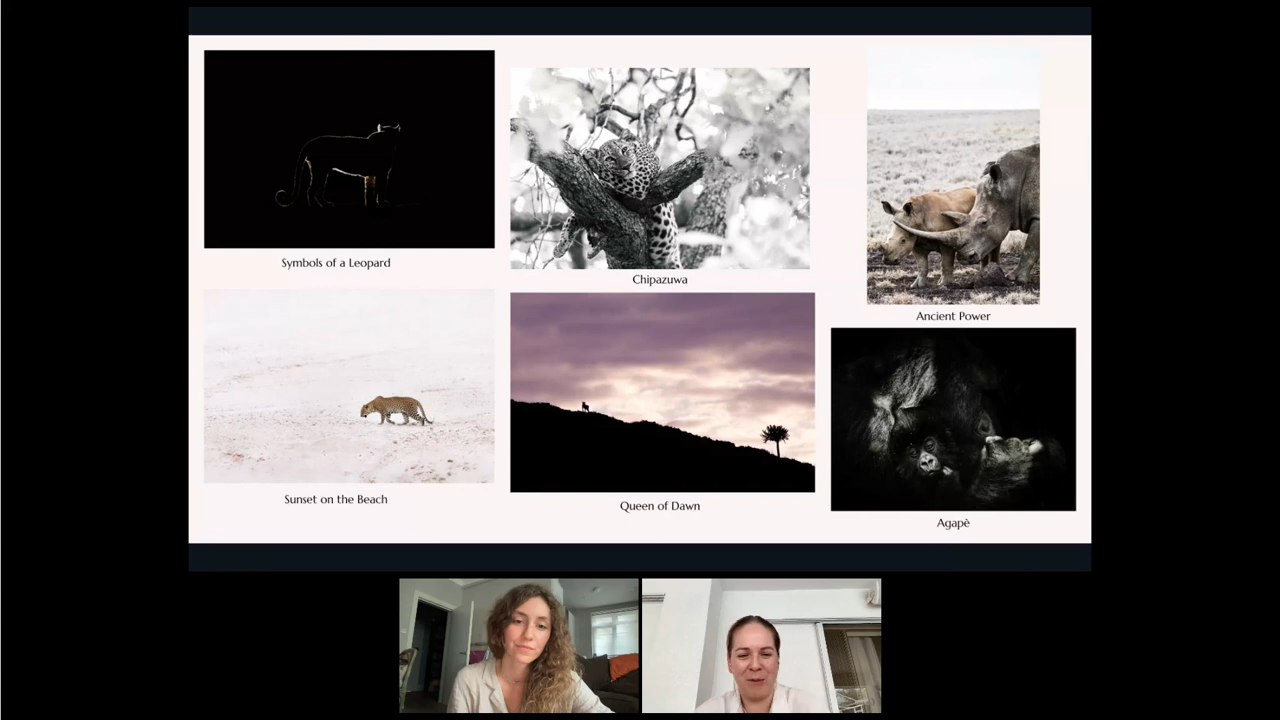 Symbols of a Leopard
Chipazuwa
Ancient Power
Sunset on the Beach
Queen of Dawn
Agapè